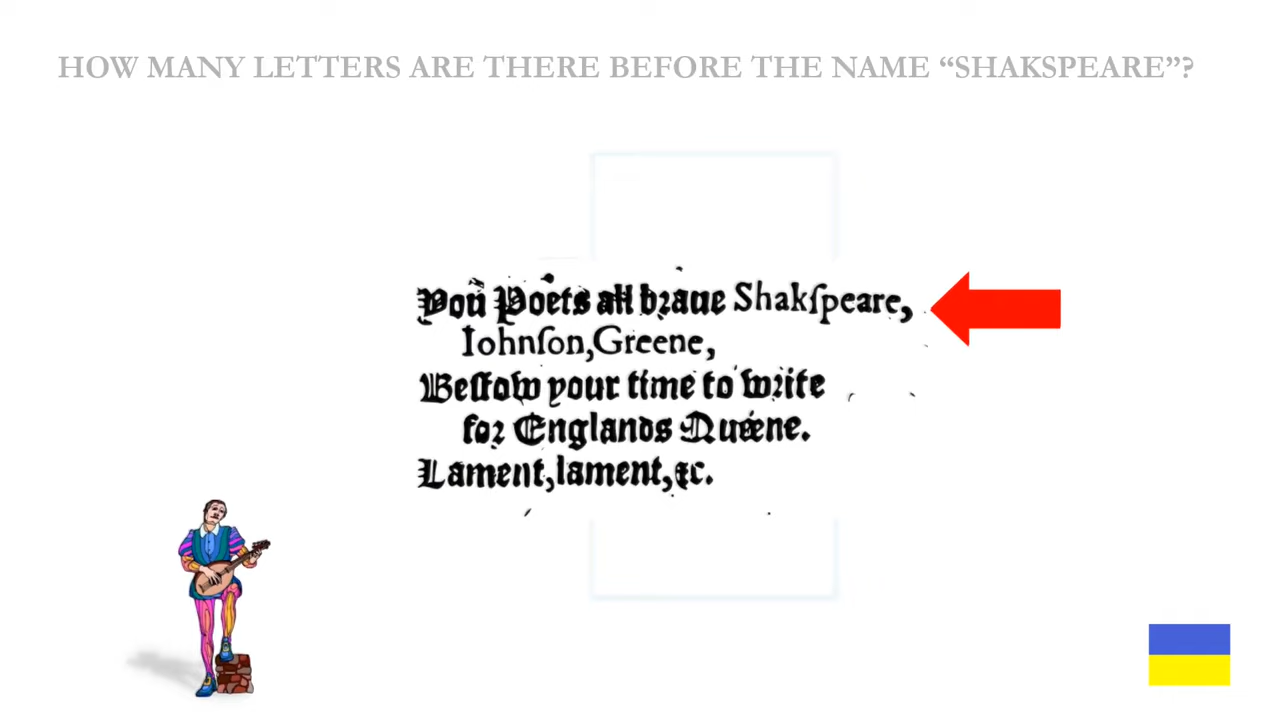 HOW MANY LETTERS ARE THERE BEFORE THE NAME “SHAKSPEARE”?
You Poets all braue Shakſpeare,
Iohnſon,Greene,
Beſtow your time to write
for Englands Quéene.
Lament,lament,&c.